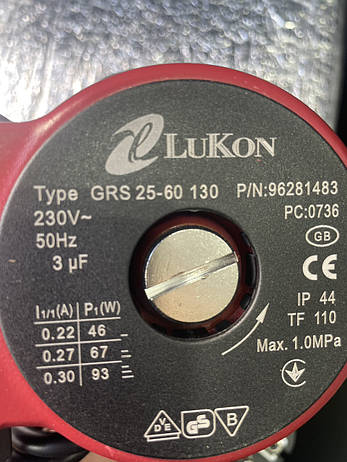 LUKON
Type GRS 25-60 130 P/N:96281483
230V~ PC:0736
50Hz GB
3 µF CE
IP 44
TF 110
Max. 1.0MPa
I1/1(A) P1(W)
0.22 46
0.27 67
0.30 93
VDE GS B